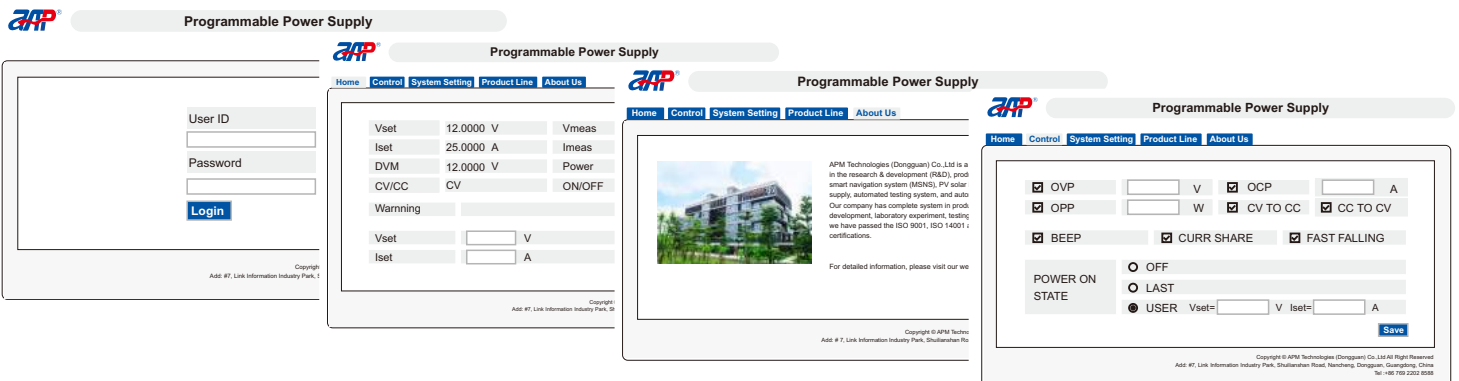 Programmable Power Supply
User ID
Password
Login
Copyrigh
Add: #7, Link Information Industry Park, S
Programmable Power Supply
Home Control System Setting Product Line About Us
Vset 12.0000 V Vmeas
Iset 25.0000 A Imeas
DVM 12.0000 V Power
CV/CC CV ON/OFF
Warnning
Vset V
Iset A
Copyright
Add: #7, Link Information Industry Park, Sh
Programmable Power Supply
Home Control System Setting Product Line About Us
APM Technologies (Dongguan) Co.,Ltd is a
in the research & development (R&D), prod
smart navigation system (MSNS), PV solar
supply, automated testing system, and auto
Our company has complete system in produ
development, laboratory experiment, testing
we have passed the ISO 9001, ISO 14001 a
certifications.
For detailed information, please visit our we
Copyright © APM Techno
Add: # 7, Link Information Industry Park, Shuilianshan Ro
Programmable Power Supply
Home Control System Setting Product Line About Us
OVP V OCP A
OPP W CV TO CC CC TO CV
BEEP CURR SHARE FAST FALLING
POWER ON
STATE
OFF
LAST
USER Vset= V Iset= A
Save
Copyright © APM Technologies (Dongguan) Co.,Ltd All Right Reserved
Add: #7, Link Information Industry Park, Shuilianshan Road, Nancheng, Dongguan, Guangdong, China
Tel :+86 769 2202 8588